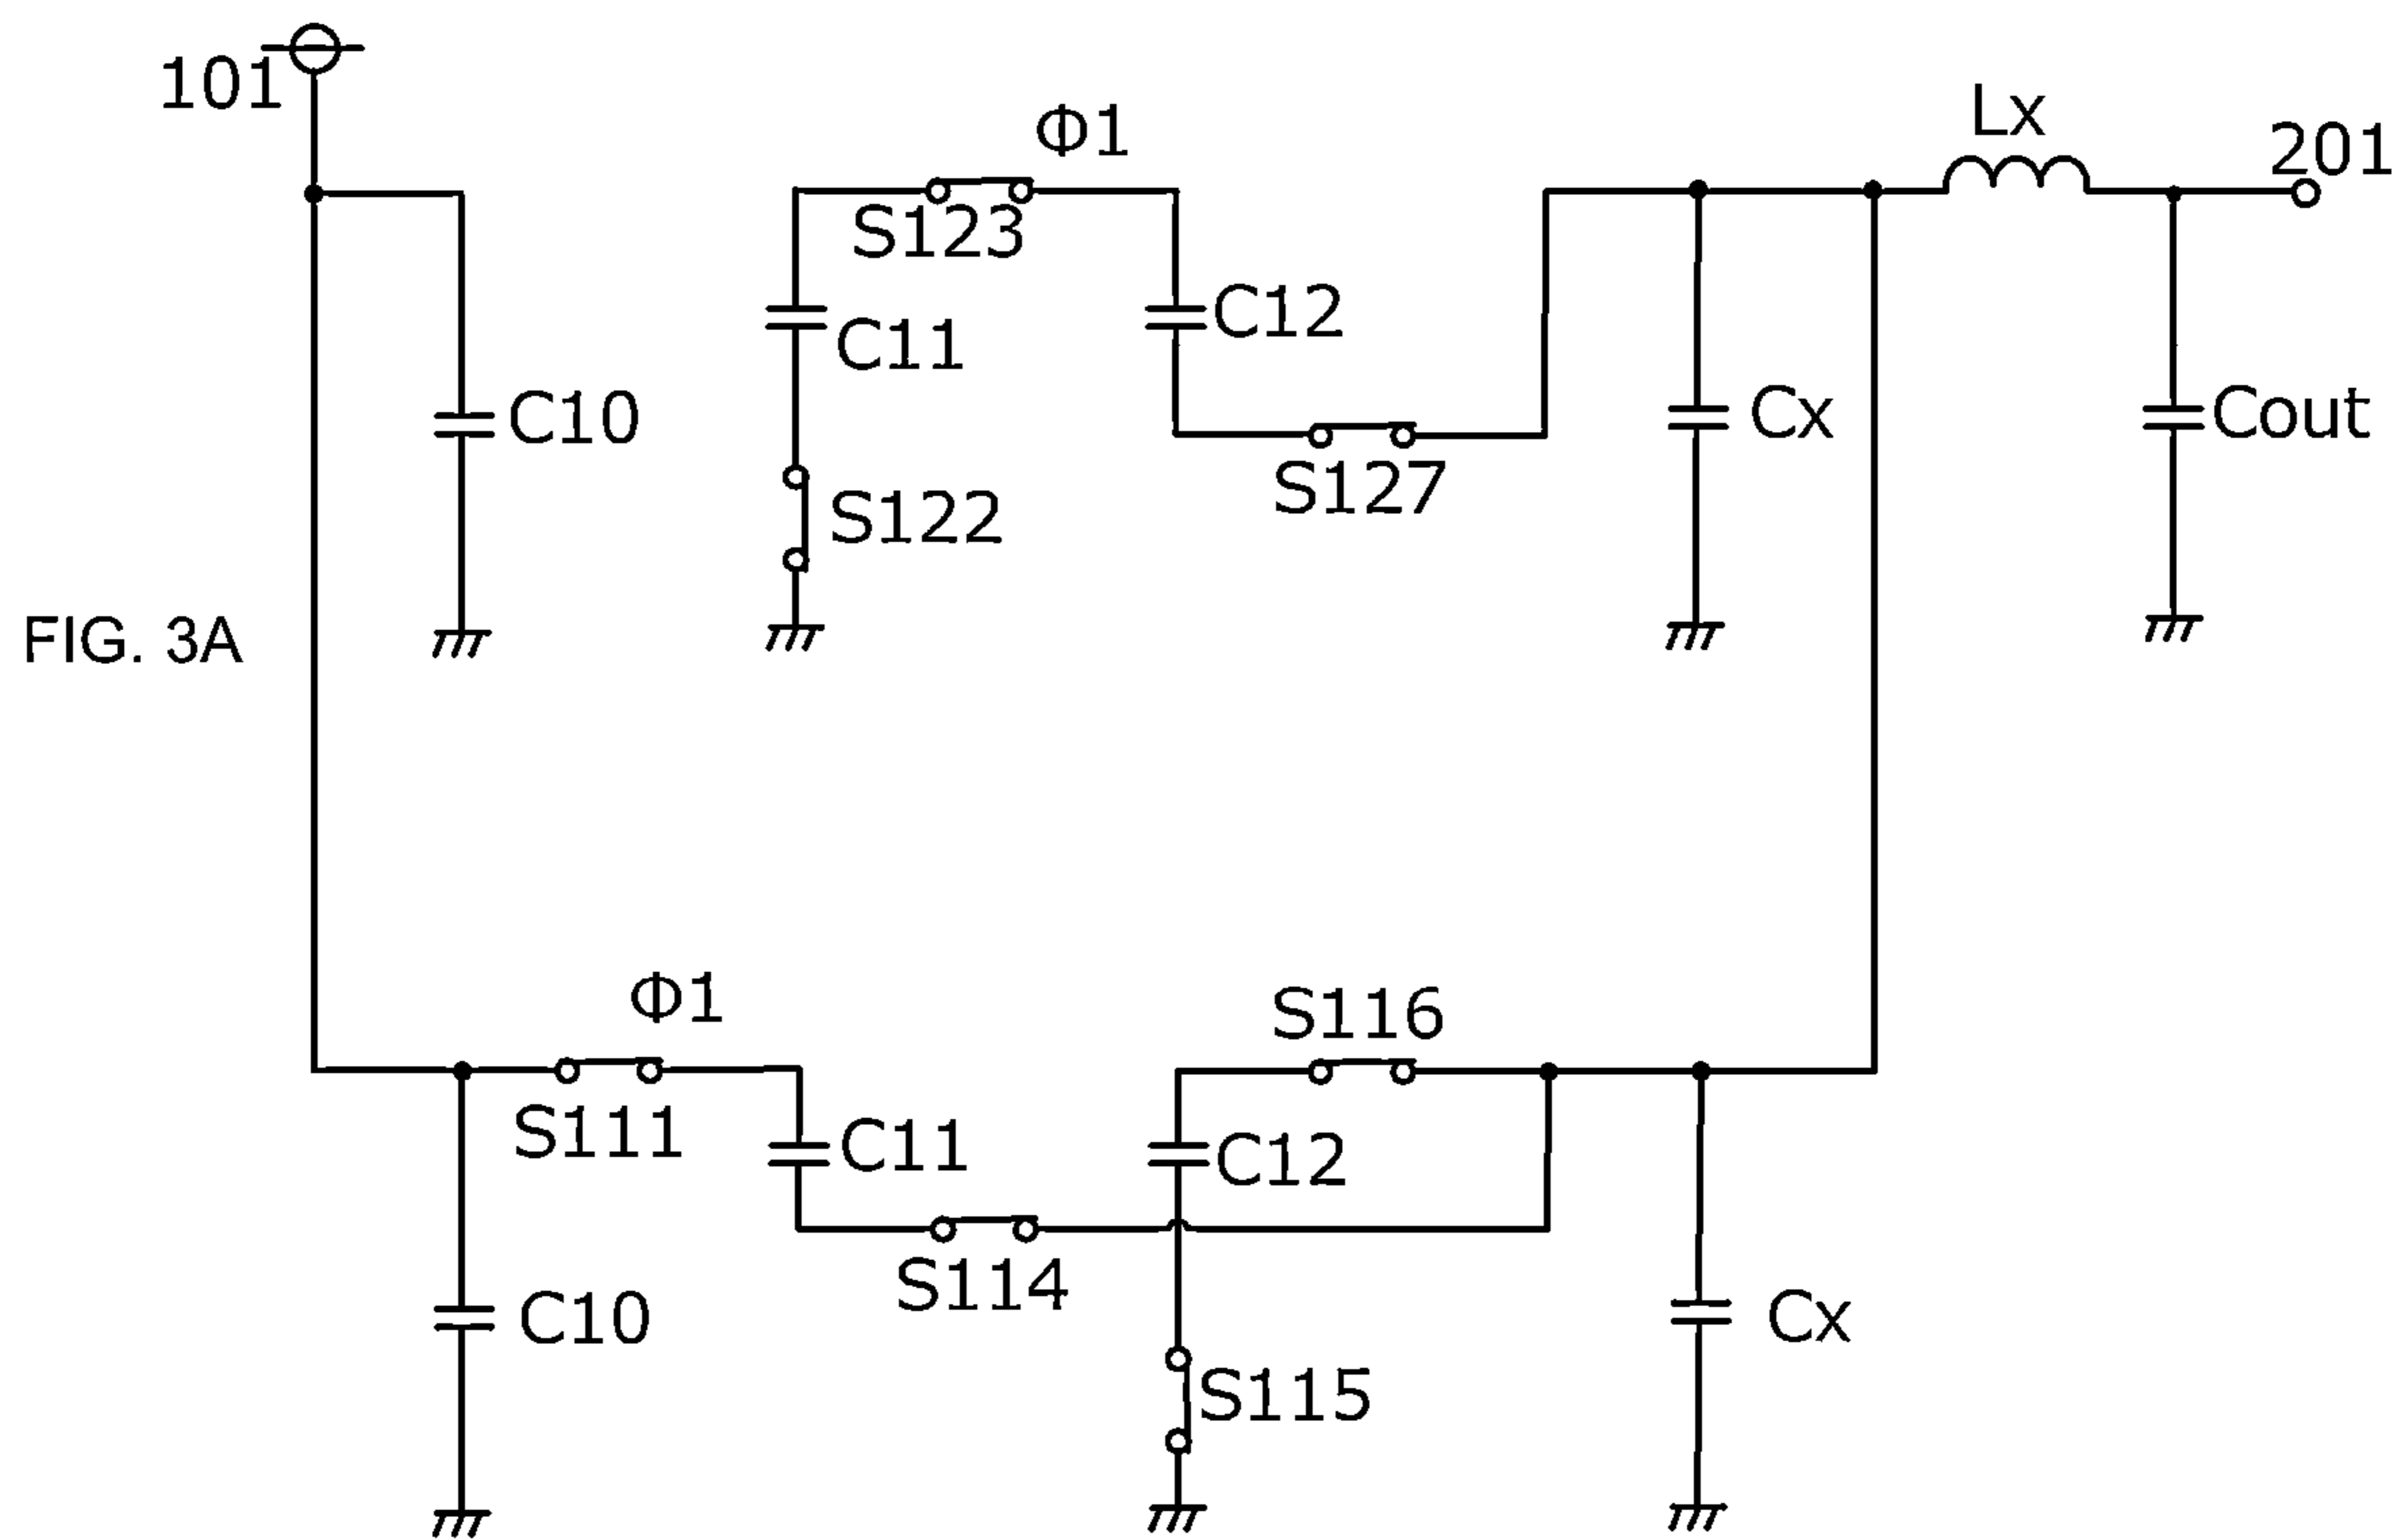 101
Φ1
Lx
201
S123
C11
C12
C10
Cx
Cout
S122
S127
FIG. 3A
Φ1
S116
S111
C11
C12
S114
C10
Cx
S115